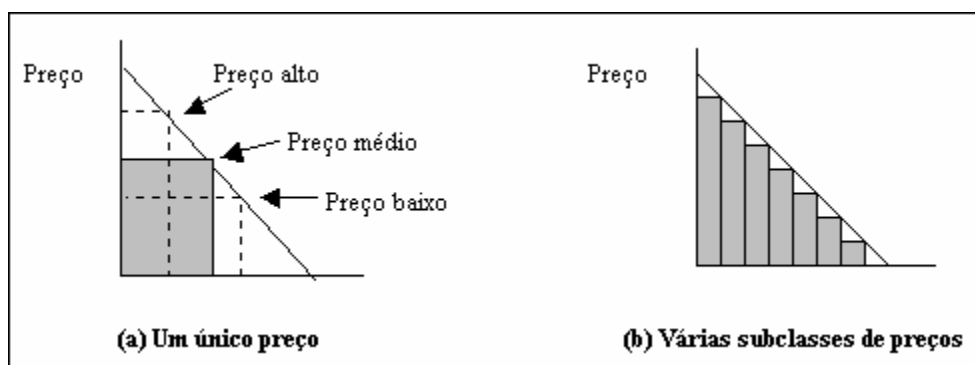 Preço
Preço alto
Preço médio
Preço baixo
(a) Um único preço
Preço
(b) Várias subclasses de preços